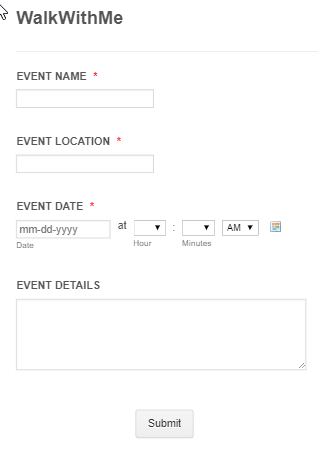 WalkWithMe
EVENT NAME *
EVENT LOCATION *
EVENT DATE *
mm-dd-yyyy at : AM
Date Hour Minutes
EVENT DETAILS
Submit